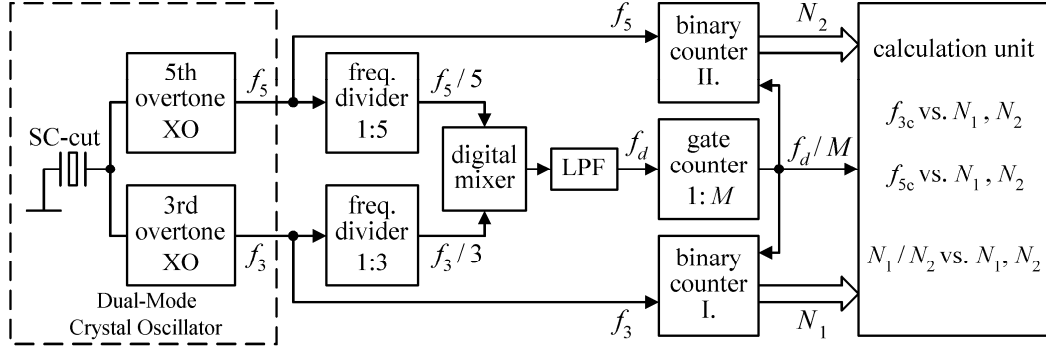 SC-cut
5th
overtone
XO
3rd
overtone
XO
Dual-Mode
Crystal Oscillator
f5
f3
freq.
divider
1:5
freq.
divider
1:3
f5/5
f3/3
digital
mixer
LPF
fd
f5
binary
counter
II.
gate
counter
1:M
binary
counter
I.
f3
N2
fd/M
N1
calculation unit
f3c vs. N1, N2
f5c vs. N1, N2
N1/N2 vs. N1, N2